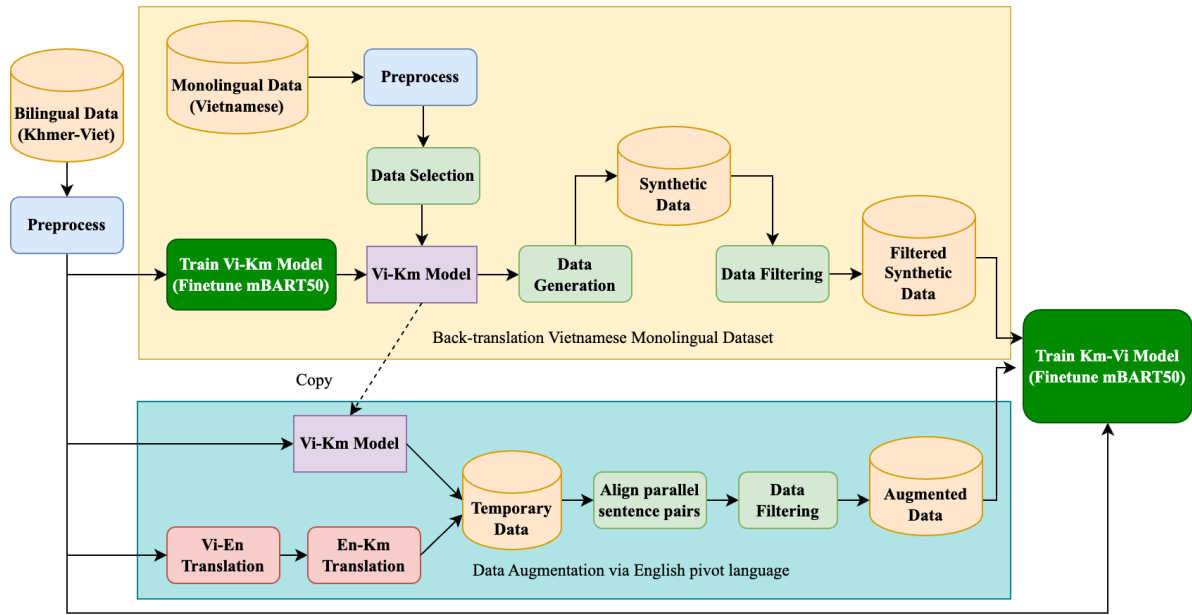 Bilingual Data
(Khmer-Viet)
Preprocess
Monolingual Data
(Vietnamese)
Preprocess
Data Selection
Train Vi-Km Model
(Finetune mBART50)
Vi-Km Model
Data
Generation
Synthetic
Data
Data Filtering
Filtered
Synthetic
Data
Back-translation Vietnamese Monolingual Dataset
Train Km-Vi Model
(Finetune mBART50)
Copy
Vi-Km Model
Vi-En
Translation
En-Km
Translation
Temporary
Data
Align parallel
sentence pairs
Data
Filtering
Augmented
Data
Data Augmentation via English pivot language